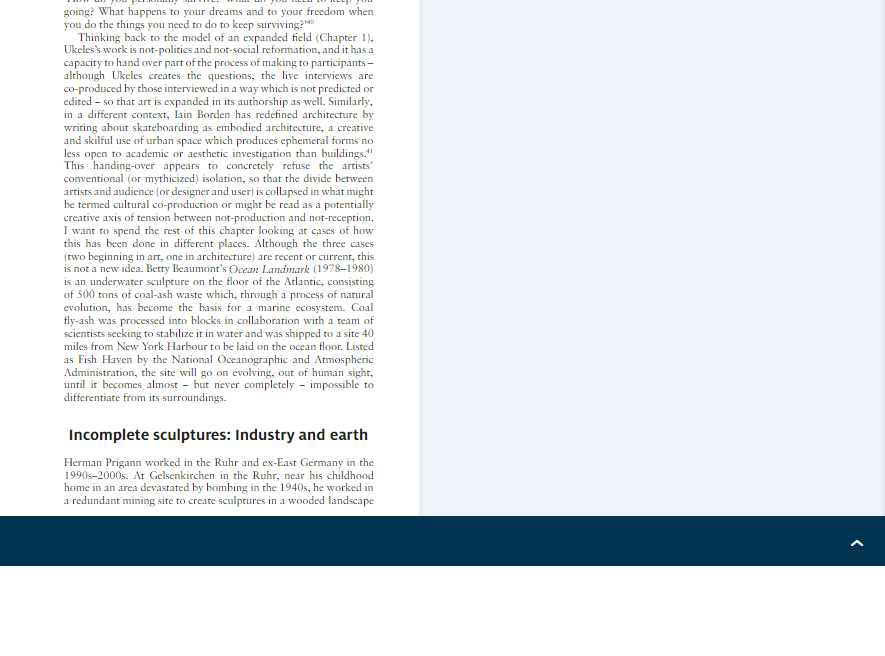 going? What happens to your dreams and to your freedom when
you do the things you need to do to keep surviving?'⁴⁰
Thinking back to the model of an expanded field (Chapter 1),
Ukeles's work is not-politics and not-social reformation, and it has a
capacity to hand over part of the process of making to participants –
although Ukeles creates the questions, the live interviews are
co-produced by those interviewed in a way which is not predicted or
edited – so that art is expanded in its authorship as well. Similarly,
in a different context, Iain Borden has redefined architecture by
writing about skateboarding as embodied architecture, a creative
and skilful use of urban space which produces ephemeral forms no
less open to academic or aesthetic investigation than buildings.⁴¹
This handing-over appears to concretely refuse the artists'
conventional (or mythicized) isolation, so that the divide between
artists and audience (or designer and user) is collapsed in what might
be termed cultural co-production or might be read as a potentially
creative axis of tension between not-production and not-reception.
I want to spend the rest of this chapter looking at cases of how
this has been done in different places. Although the three cases
(two beginning in art, one in architecture) are recent or current, this
is not a new idea. Betty Beaumont's Ocean Landmark (1978–1980)
is an underwater sculpture on the floor of the Atlantic, consisting
of 500 tons of coal-ash waste which, through a process of natural
evolution, has become the basis for a marine ecosystem. Coal
fly-ash was processed into blocks in collaboration with a team of
scientists seeking to stabilize it in water and was shipped to a site 40
miles from New York Harbour to be laid on the ocean floor. Listed
as Fish Haven by the National Oceanographic and Atmospheric
Administration, the site will go on evolving, out of human sight,
until it becomes almost – but never completely – impossible to
differentiate from its surroundings.
Incomplete sculptures: Industry and earth
Herman Prigann worked in the Ruhr and ex-East Germany in the
1990s–2000s. At Gelsenkirchen in the Ruhr, near his childhood
home in an area devastated by bombing in the 1940s, he worked in
a redundant mining site to create sculptures in a wooded landscape